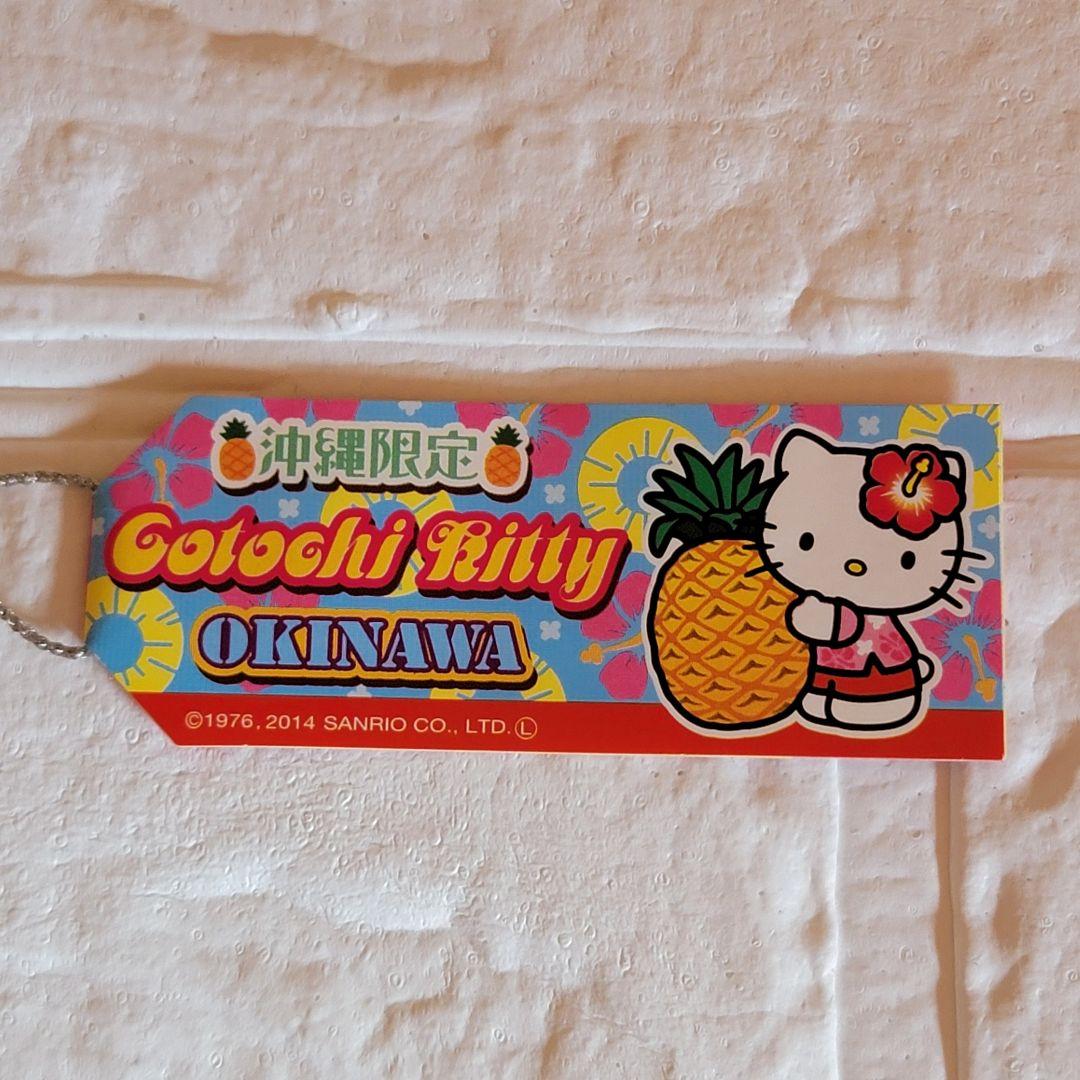 沖縄限定
Gotochi Kitty
OKINAWA
©1976, 2014 SANRIO CO., LTD. Ⓛ